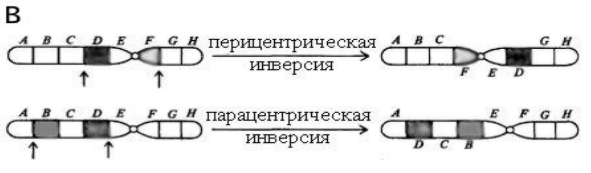 В
A B C D E F G H перицентрическая A B C G H
инверсия F E D
A B C D E F G H парацентрическая A E F G H
инверсия D C B